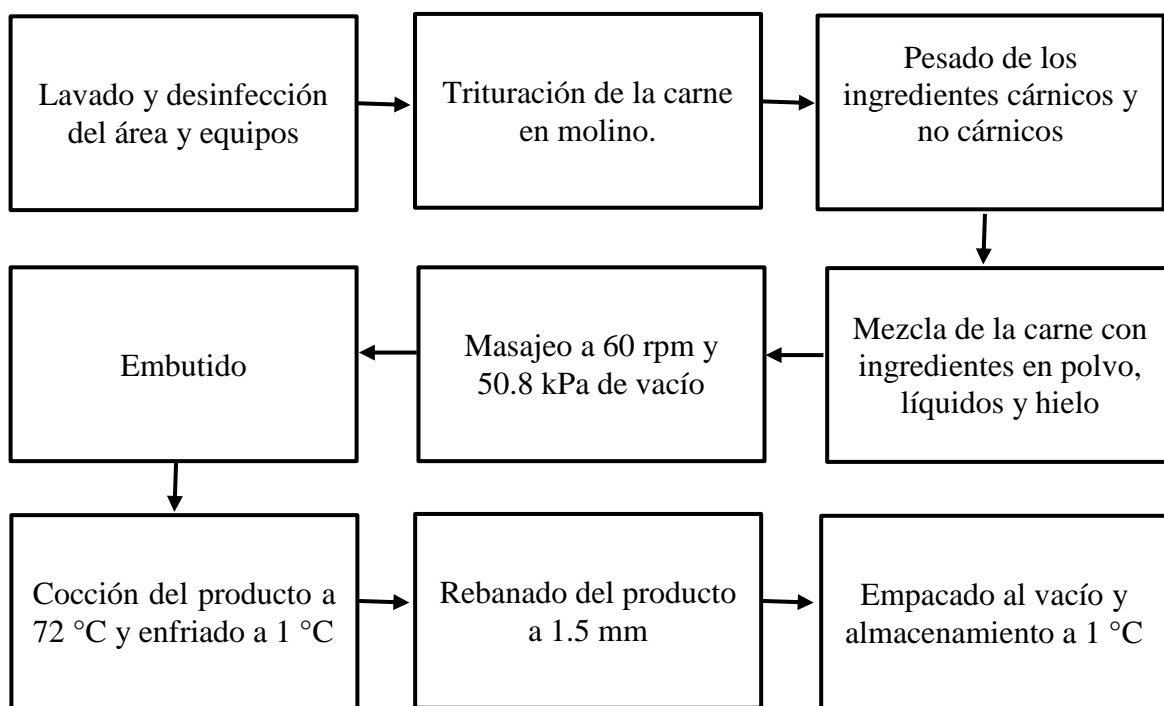 Lavado y desinfección
del área y equipos
Trituración de la carne
en molino.
Pesado de los
ingredientes cárnicos y
no cárnicos
Mezcla de la carne con
ingredientes en polvo,
líquidos y hielo
Masajeo a 60 rpm y
50.8 kPa de vacío
Embutido
Cocción del producto a
72 °C y enfriado a 1 °C
Rebanado del producto
a 1.5 mm
Empacado al vacío y
almacenamiento a 1 °C